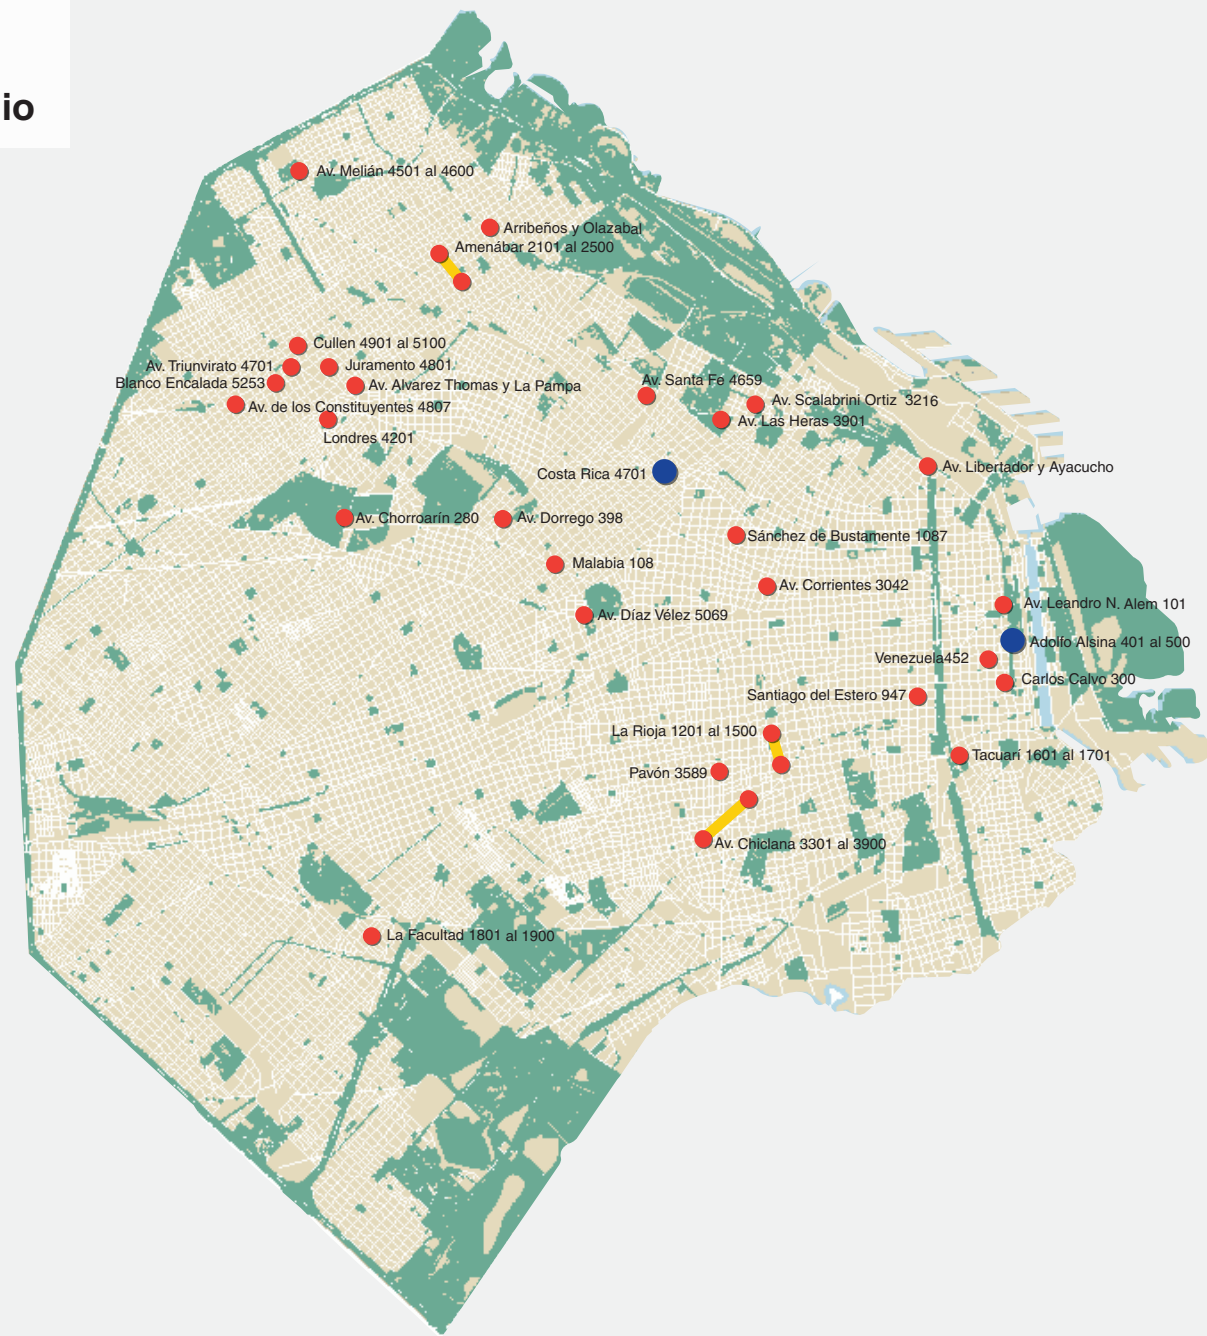 io
Av. Melián 4501 al 4600
Arribeños y Olazabal
Amenábar 2101 al 2500
Cullen 4901 al 5100
Av. Triunvirato 4701
Juramento 4801
Blanco Encalada 5253
Av. Alvarez Thomas y La Pampa
Av. Santa Fe 4659
Av. de los Constituyentes 4807
Av. Scalabrini Ortiz 3216
Av. Las Heras 3901
Londres 4201
Av. Libertador y Ayacucho
Costa Rica 4701
Av. Chorroarín 280
Av. Dorrego 398
Sánchez de Bustamente 1087
Malabia 108
Av. Corrientes 3042
Av. Leandro N. Alem 101
Av. Díaz Vélez 5069
Adolfo Alsina 401 al 500
Venezuela452
Carlos Calvo 300
Santiago del Estero 947
La Rioja 1201 al 1500
Tacuarí 1601 al 1701
Pavón 3589
Av. Chiclana 3301 al 3900
La Facultad 1801 al 1900